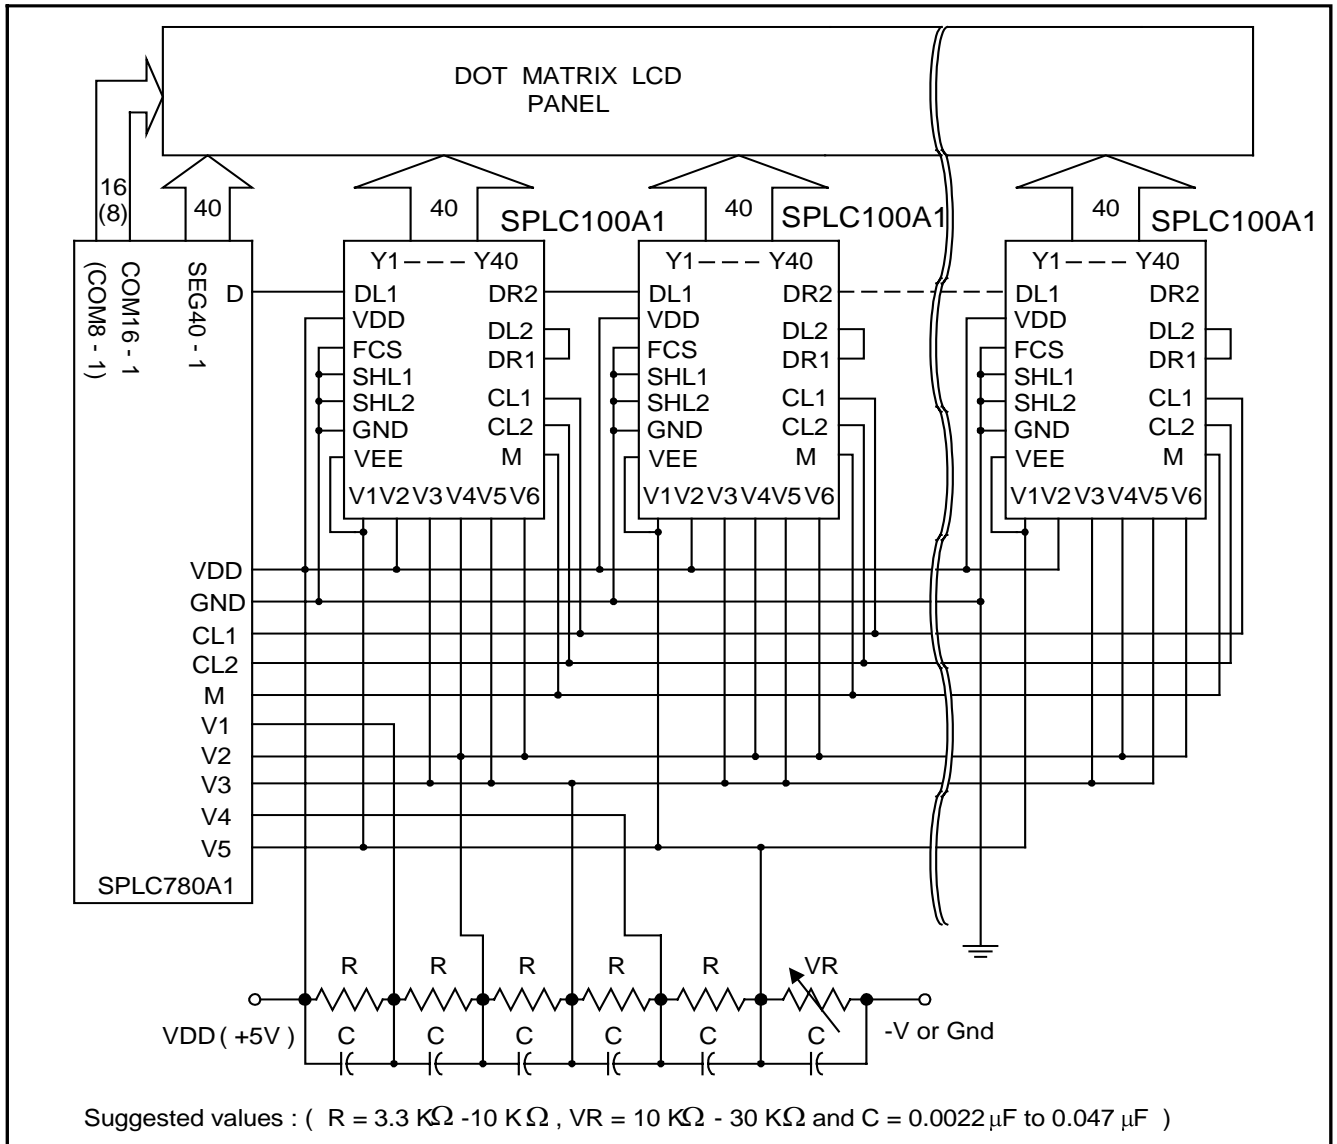 DOT MATRIX LCD
PANEL
16
(8)
40
40
40
40
SPLC100A1
SPLC100A1
SPLC100A1
(COM8 - 1)
COM16 - 1
SEG40 - 1
D
Y1 Y40
DL1 DR2
VDD
DL2
FCS
DR1
SHL1
CL1
SHL2
CL2
GND
VEE M
V1 V2 V3 V4 V5 V6
Y1 Y40
DL1 DR2
VDD
DL2
FCS
DR1
SHL1
CL1
SHL2
CL2
GND
VEE M
V1 V2 V3 V4 V5 V6
Y1 Y40
DL1 DR2
VDD
DL2
FCS
DR1
SHL1
CL1
SHL2
CL2
GND
VEE M
V1 V2 V3 V4 V5 V6
VDD
GND
CL1
CL2
M
V1
V2
V3
V4
V5
SPLC780A1
R R R R R VR
VDD ( +5V ) C C C C C C -V or Gnd
Suggested values : ( R = 3.3 KΩ -10 KΩ , VR = 10 KΩ - 30 KΩ and C = 0.0022 μF to 0.047 μF )